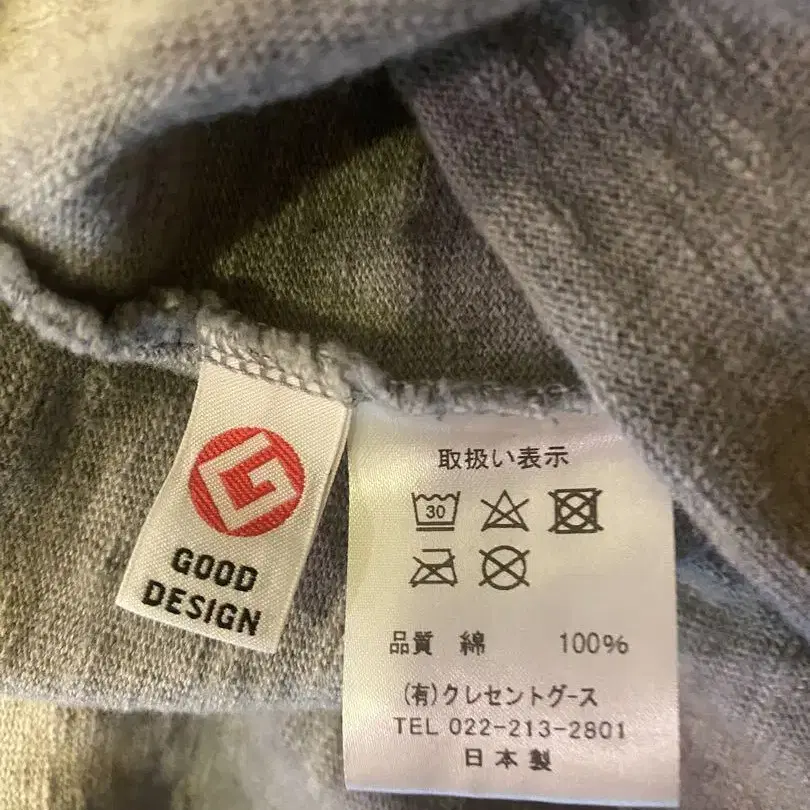 GOOD
DESIGN
取扱い表示
30
品質 綿 100%
(有)クレセントグース
TEL 022-213-2801
日本製